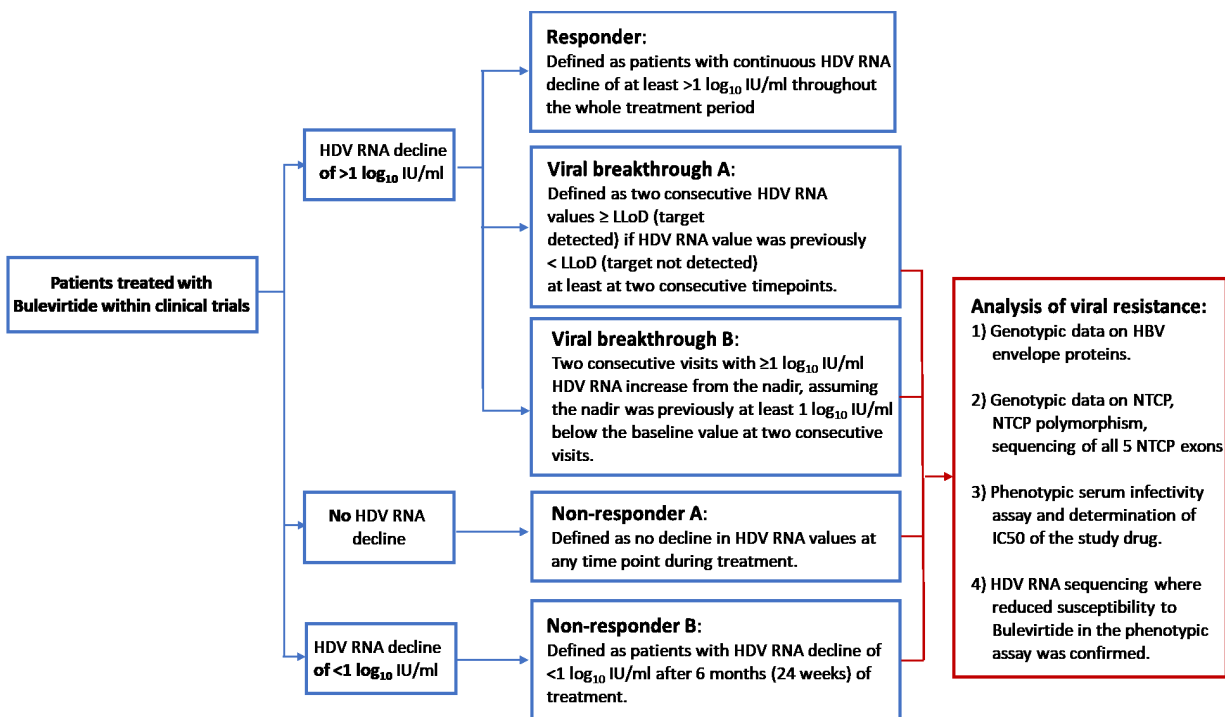 Patients treated with
Bulevirtide within clinical trials
HDV RNA decline
of >1 log₁₀ IU/ml
No HDV RNA
decline
HDV RNA decline
of <1 log₁₀ IU/ml
Responder:
Defined as patients with continuous HDV RNA
decline of at least >1 log₁₀ IU/ml throughout
the whole treatment period
Viral breakthrough A:
Defined as two consecutive HDV RNA
values ≥ LLoD (target
detected) if HDV RNA value was previously
< LLoD (target not detected)
at least at two consecutive timepoints.
Viral breakthrough B:
Two consecutive visits with ≥1 log₁₀ IU/ml
HDV RNA increase from the nadir, assuming
the nadir was previously at least 1 log₁₀ IU/ml
below the baseline value at two consecutive
visits.
Non-responder A:
Defined as no decline in HDV RNA values at
any time point during treatment.
Non-responder B:
Defined as patients with HDV RNA decline of
<1 log₁₀ IU/ml after 6 months (24 weeks) of
treatment.
Analysis of viral resistance:
1) Genotypic data on HBV
envelope proteins.
2) Genotypic data on NTCP,
NTCP polymorphism,
sequencing of all 5 NTCP exons
3) Phenotypic serum infectivity
assay and determination of
IC50 of the study drug.
4) HDV RNA sequencing where
reduced susceptibility to
Bulevirtide in the phenotypic
assay was confirmed.